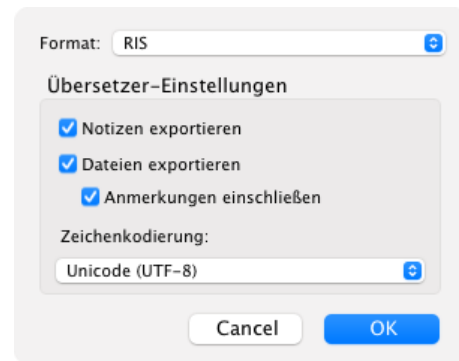 Format: RIS
Übersetzer-Einstellungen
Notizen exportieren
Dateien exportieren
Anmerkungen einschließen
Zeichenkodierung:
Unicode (UTF-8)
Cancel OK